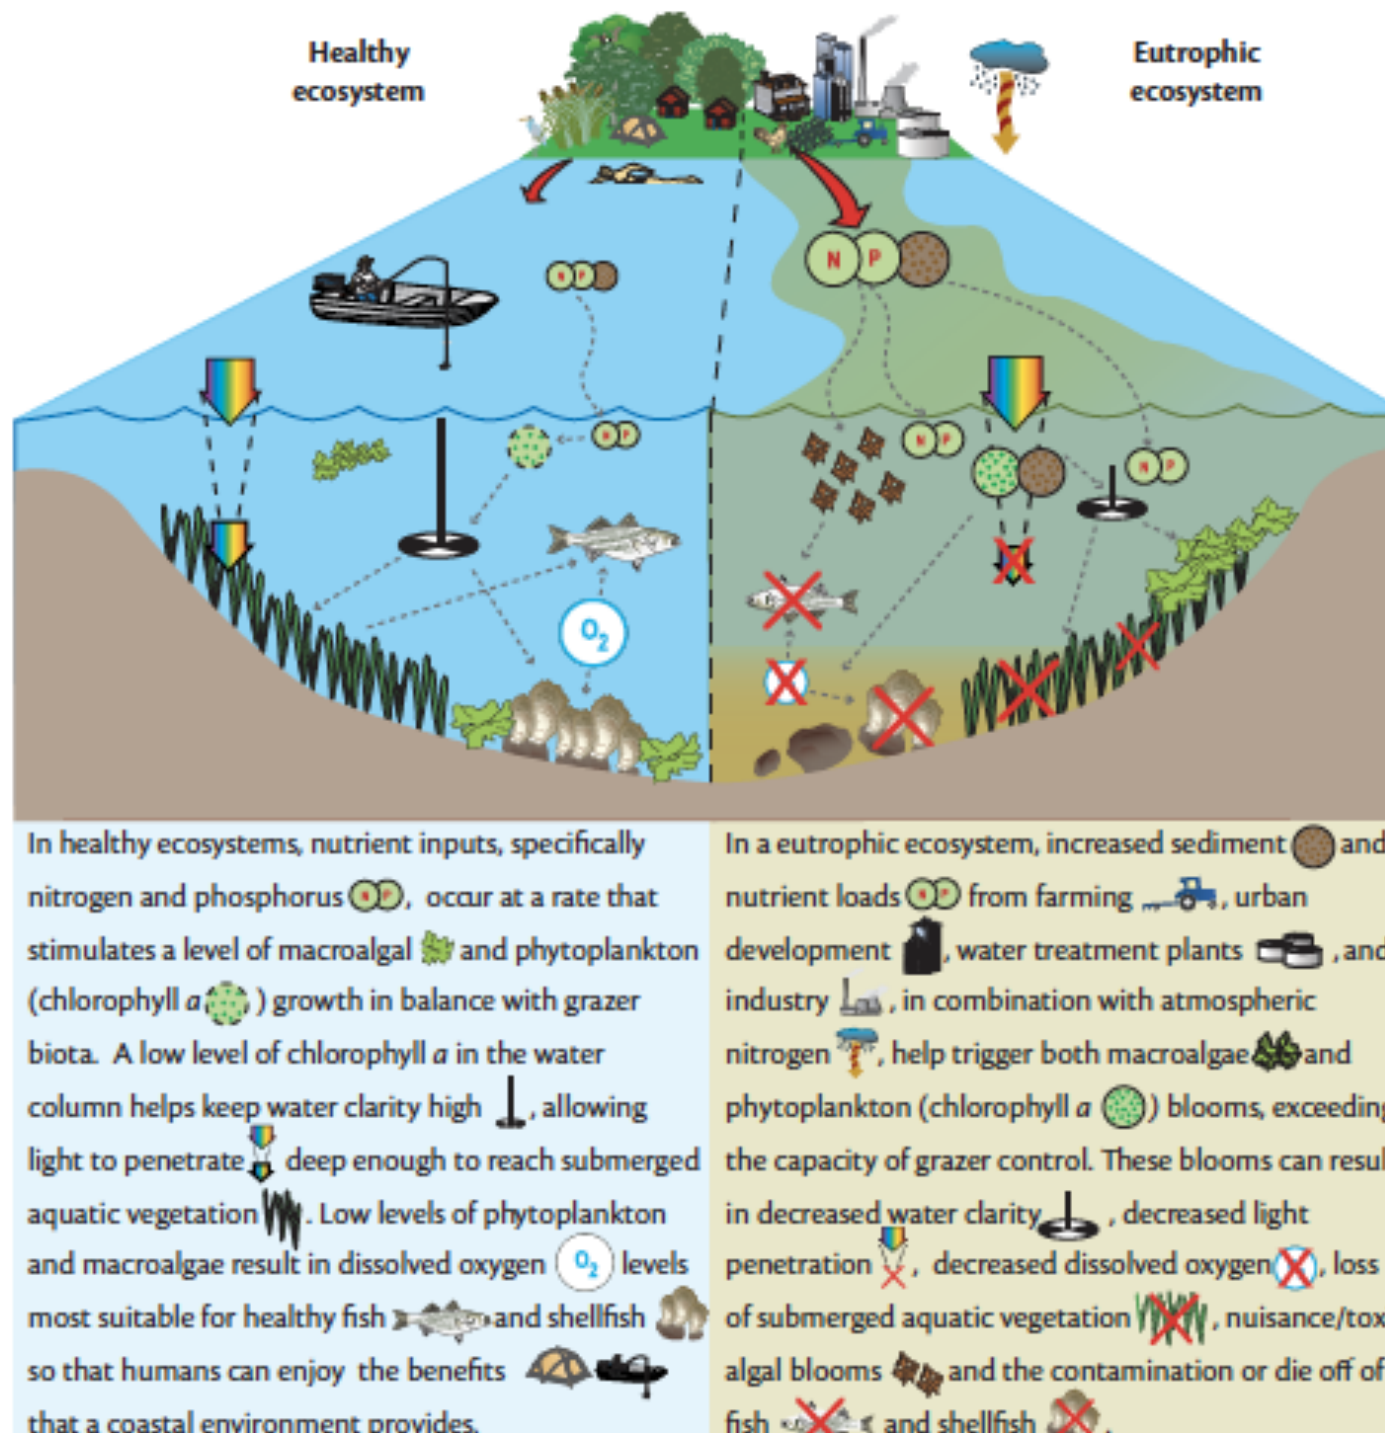 Healthy
ecosystem
Eutrophic
ecosystem
N P
N P
N P
N P
N P
O₂
In healthy ecosystems, nutrient inputs, specifically
nitrogen and phosphorus N P, occur at a rate that
stimulates a level of macroalgal and phytoplankton
(chlorophyll a ) growth in balance with grazer
biota. A low level of chlorophyll a in the water
column helps keep water clarity high , allowing
light to penetrate deep enough to reach submerged
aquatic vegetation . Low levels of phytoplankton
and macroalgae result in dissolved oxygen O₂ levels
most suitable for healthy fish and shellfish
so that humans can enjoy the benefits
that a coastal environment provides.
In a eutrophic ecosystem, increased sediment and
nutrient loads N P from farming , urban
development , water treatment plants , and
industry , in combination with atmospheric
nitrogen , help trigger both macroalgae and
phytoplankton (chlorophyll a ) blooms, exceeding
the capacity of grazer control. These blooms can resul
in decreased water clarity , decreased light
penetration , decreased dissolved oxygen , loss
of submerged aquatic vegetation , nuisance/tox
algal blooms and the contamination or die off of
fish and shellfish .